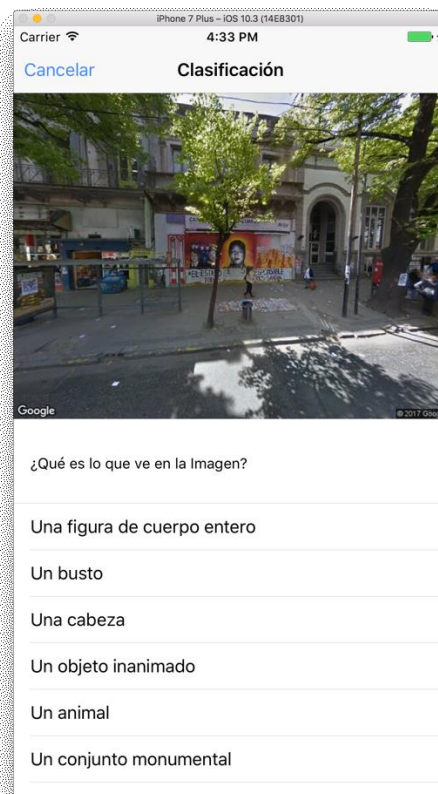 iPhone 7 Plus – iOS 10.3 (14E8301)
Carrier
4:33 PM
Cancelar
Clasificación
Google
© 2017
¿Qué es lo que ve en la Imagen?
Una figura de cuerpo entero
Un busto
Una cabeza
Un objeto inanimado
Un animal
Un conjunto monumental